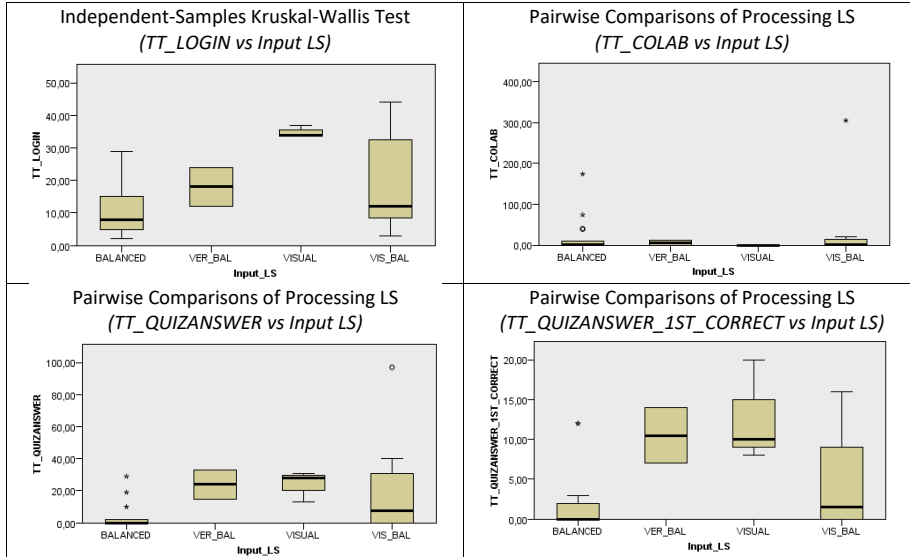 Independent-Samples Kruskal-Wallis Test
(TT_LOGIN vs Input LS)
50,00
40,00
30,00
20,00
10,00
0,00
TT_LOGIN
BALANCED VER_BAL VISUAL VIS_BAL
Input_LS
Pairwise Comparisons of Processing LS
(TT_COLAB vs Input LS)
400,00
300,00
200,00
100,00
0,00
TT_COLAB
BALANCED VER_BAL VISUAL VIS_BAL
Input_LS
Pairwise Comparisons of Processing LS
(TT_QUIZANSWER vs Input LS)
100,00
80,00
60,00
40,00
20,00
0,00
TT_QUIZANSWER
BALANCED VER_BAL VISUAL VIS_BAL
Input_LS
Pairwise Comparisons of Processing LS
(TT_QUIZANSWER_1ST_CORRECT vs Input LS)
20,00
15,00
10,00
5,00
0,00
TT_QUIZANSWER_1ST_CORRECT
BALANCED VER_BAL VISUAL VIS_BAL
Input_LS